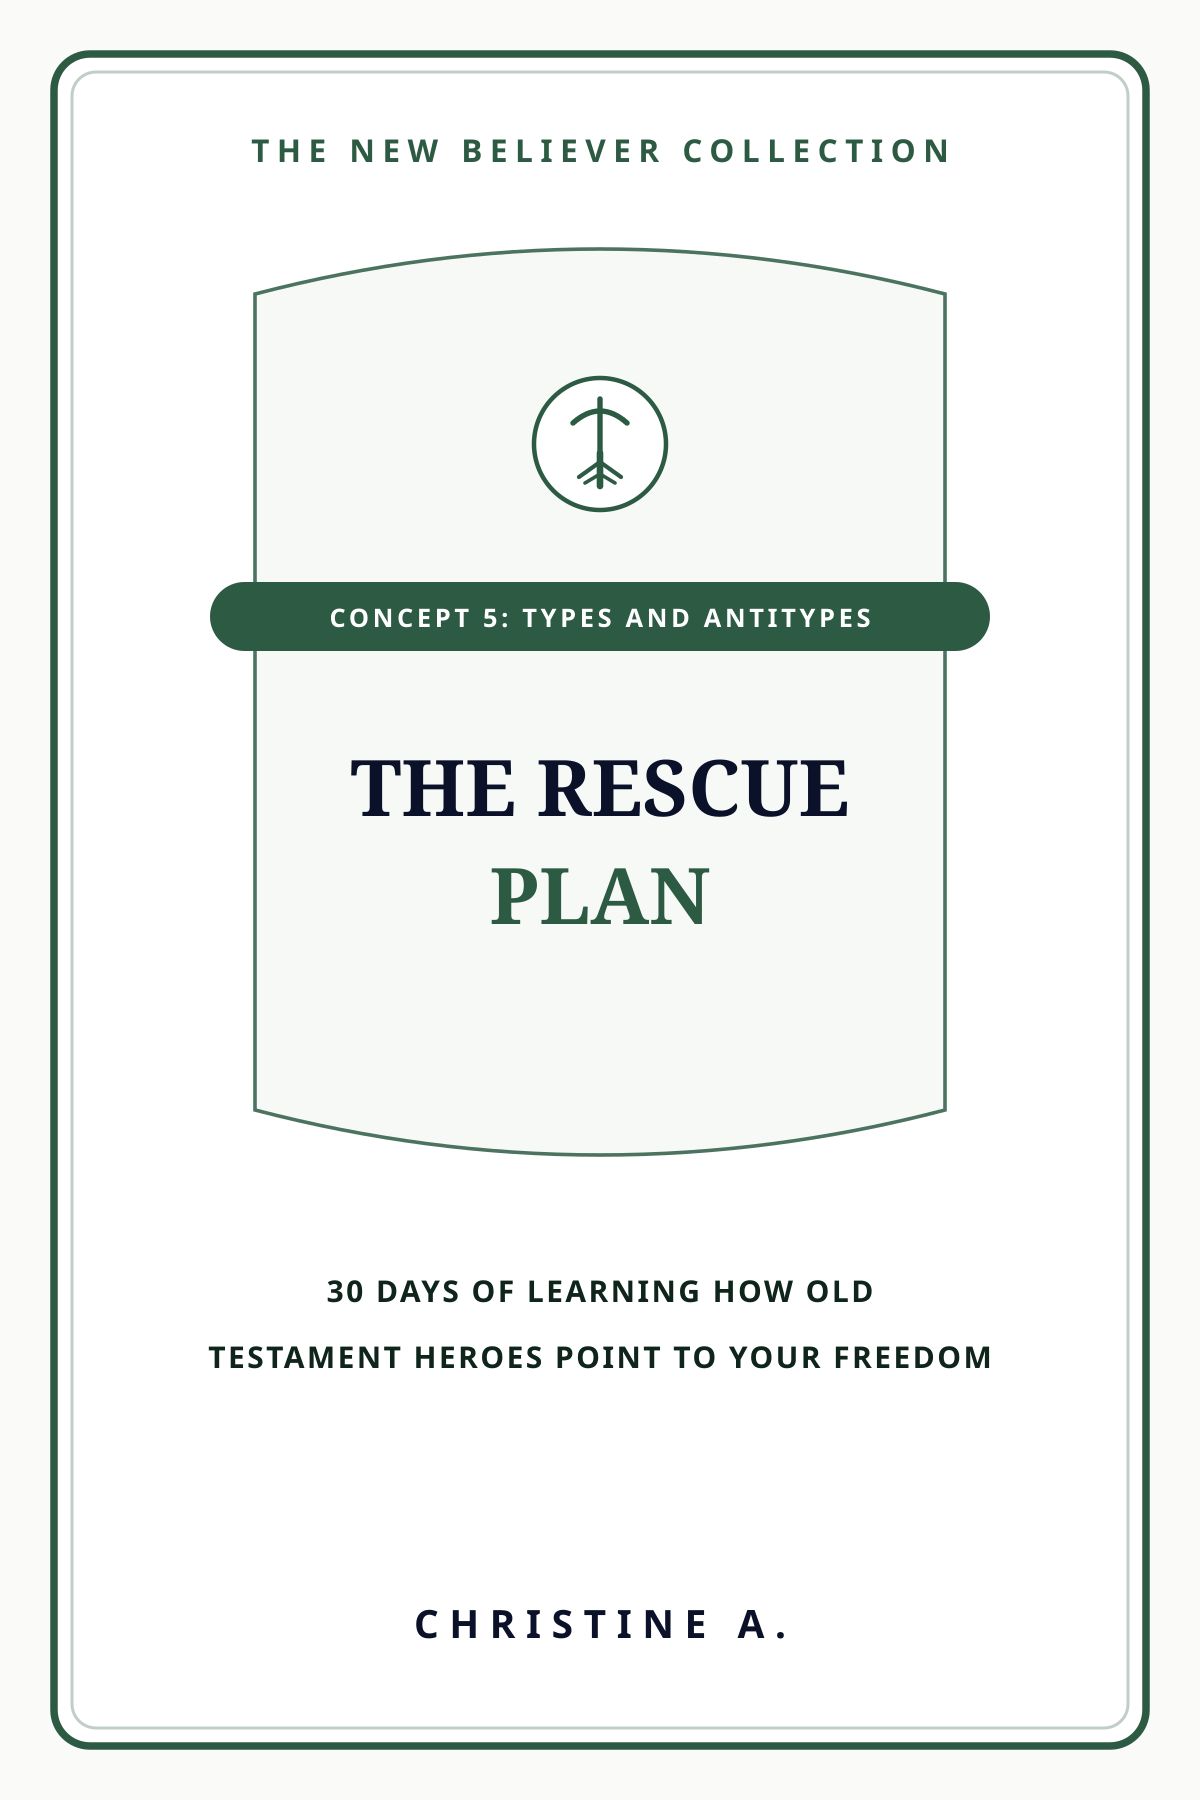 THE NEW BELIEVER COLLECTION
CONCEPT 5: TYPES AND ANTITYPES
THE RESCUE
PLAN
30 DAYS OF LEARNING HOW OLD
TESTAMENT HEROES POINT TO YOUR FREEDOM
CHRISTINE A.